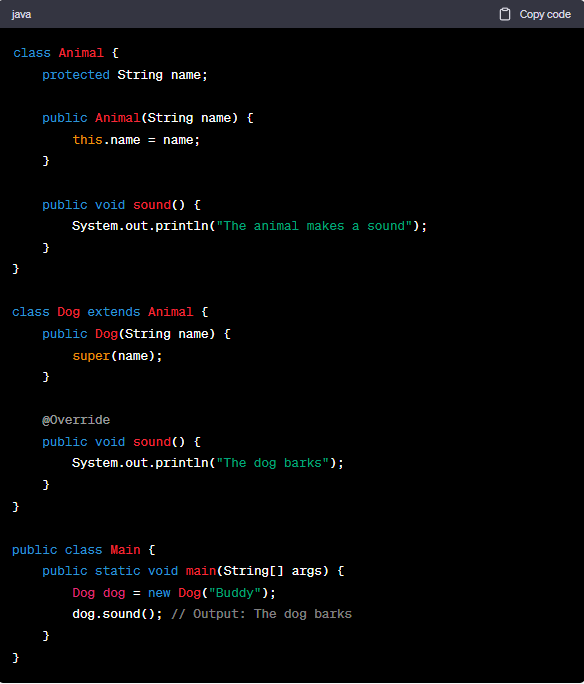 java
Copy code
class Animal {
    protected String name;

    public Animal(String name) {
        this.name = name;
    }

    public void sound() {
        System.out.println("The animal makes a sound");
    }
}

class Dog extends Animal {
    public Dog(String name) {
        super(name);
    }

    @Override
    public void sound() {
        System.out.println("The dog barks");
    }
}

public class Main {
    public static void main(String[] args) {
        Dog dog = new Dog("Buddy");
        dog.sound(); // Output: The dog barks
    }
}